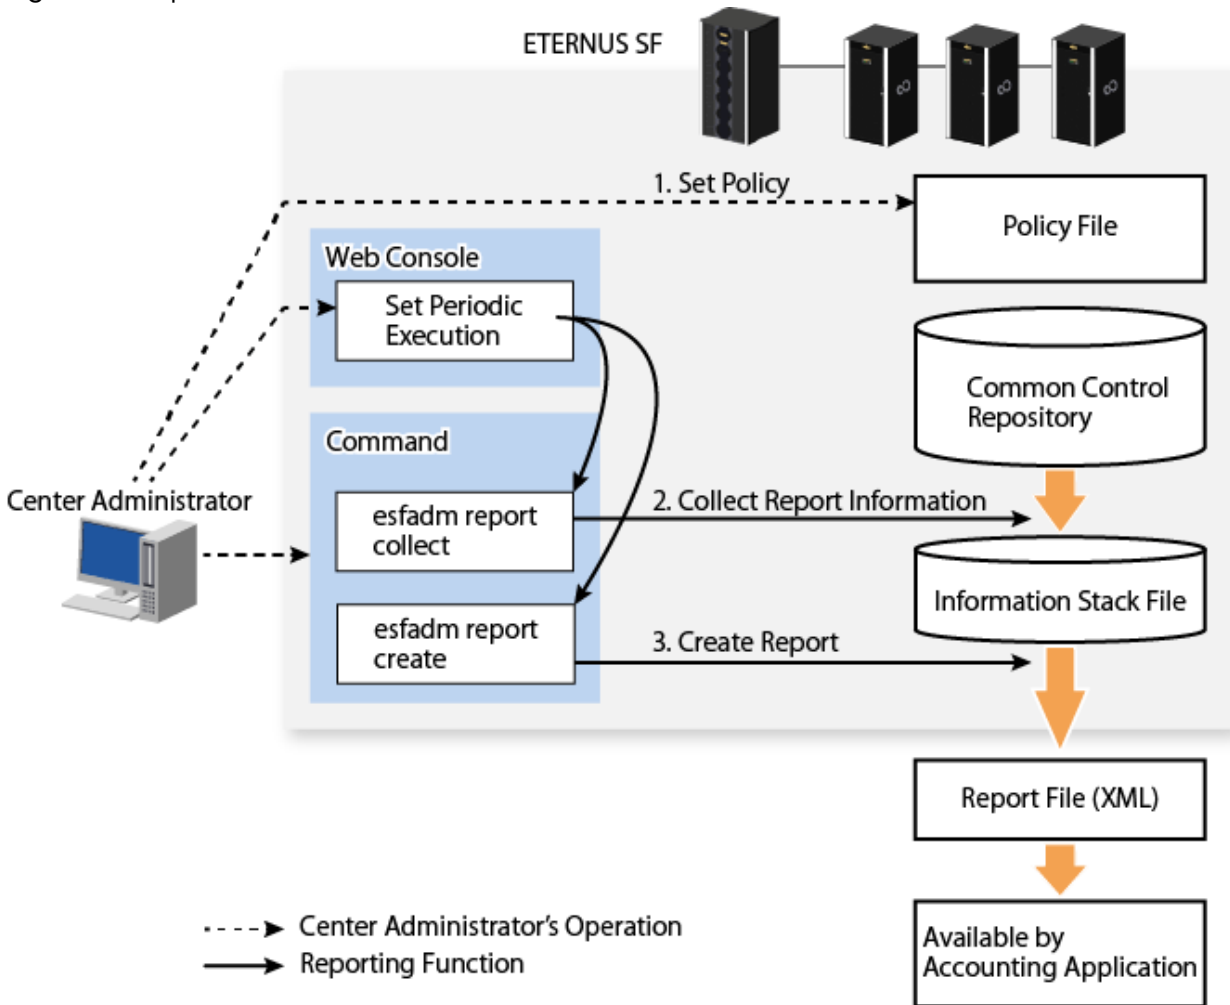 ETERNUS SF
1. Set Policy
Policy File
Web Console
Set Periodic
Execution
Common Control
Repository
Command
Center Administrator
esfadm report
collect
2. Collect Report Information
Information Stack File
esfadm report
create
3. Create Report
Report File (XML)
Center Administrator's Operation
Reporting Function
Available by
Accounting Application